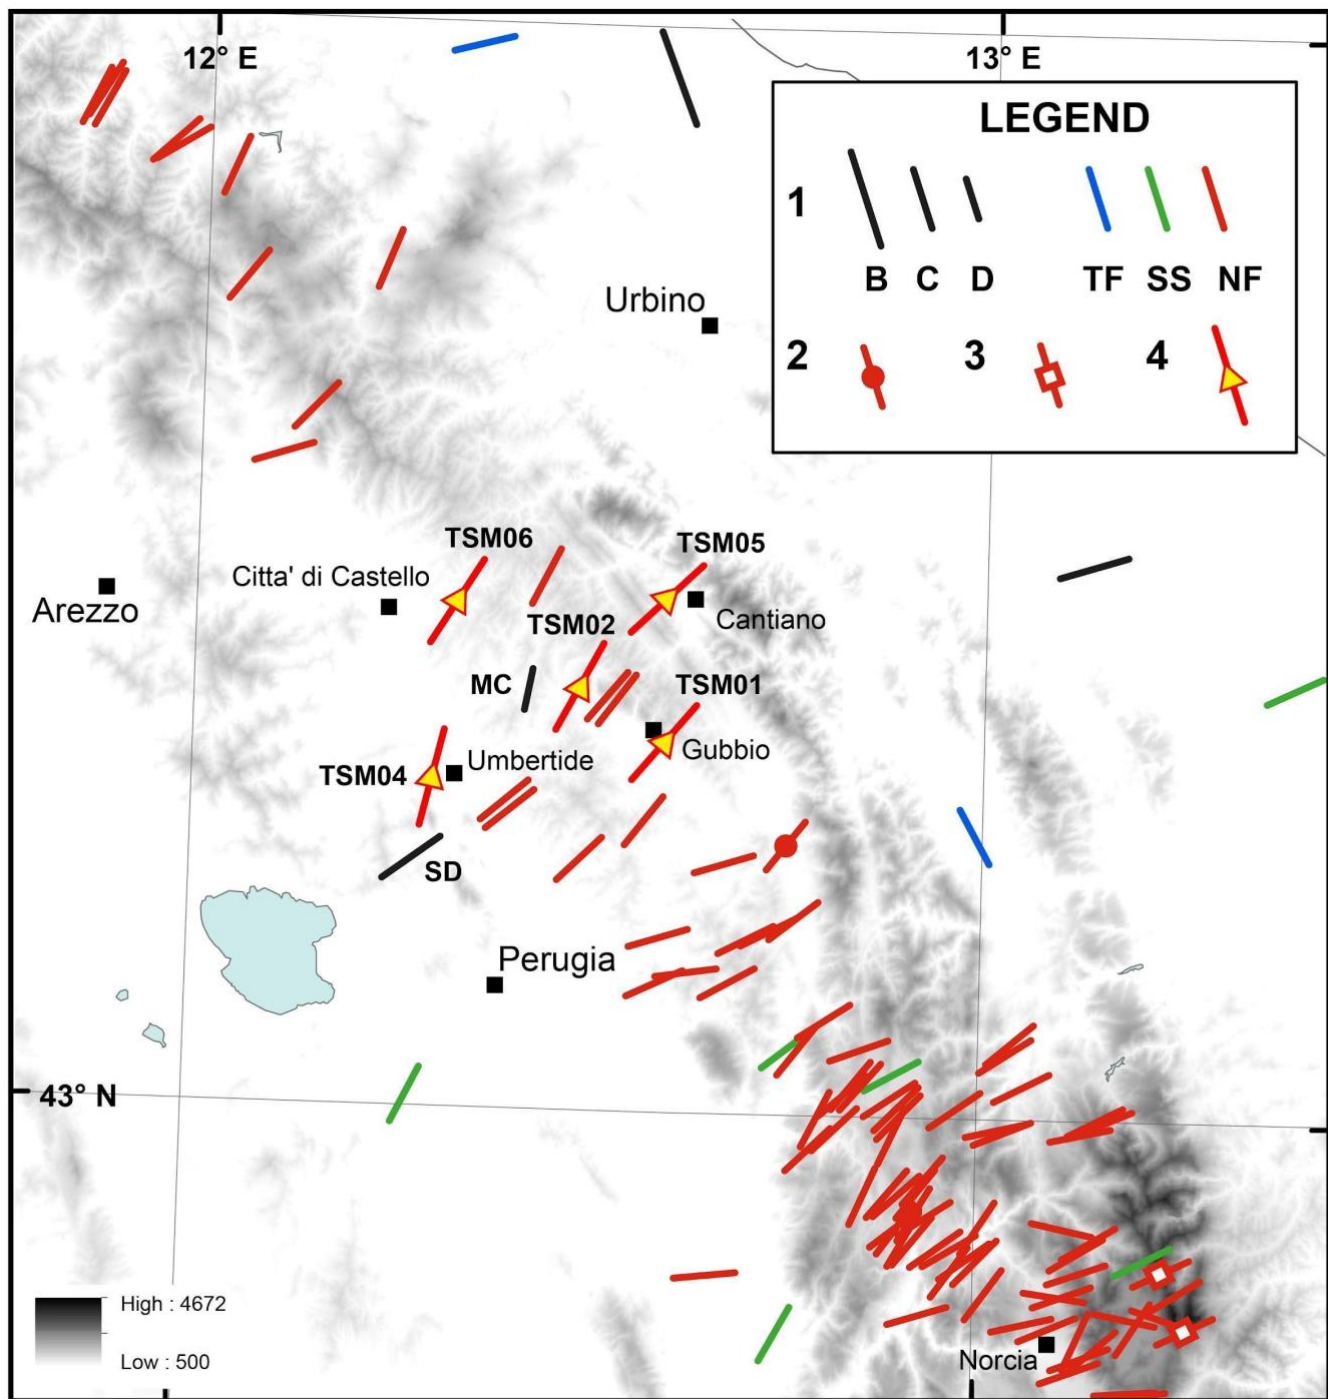 12° E
13° E
LEGEND
1
B
C
D
TF
SS
NF
2
3
4
Urbino
TSM06
TSM05
Citta' di Castello
Arezzo
TSM02
Cantiano
MC
TSM01
Gubbio
Umbertide
TSM04
SD
Perugia
43° N
High : 4672
Low : 500
Norcia